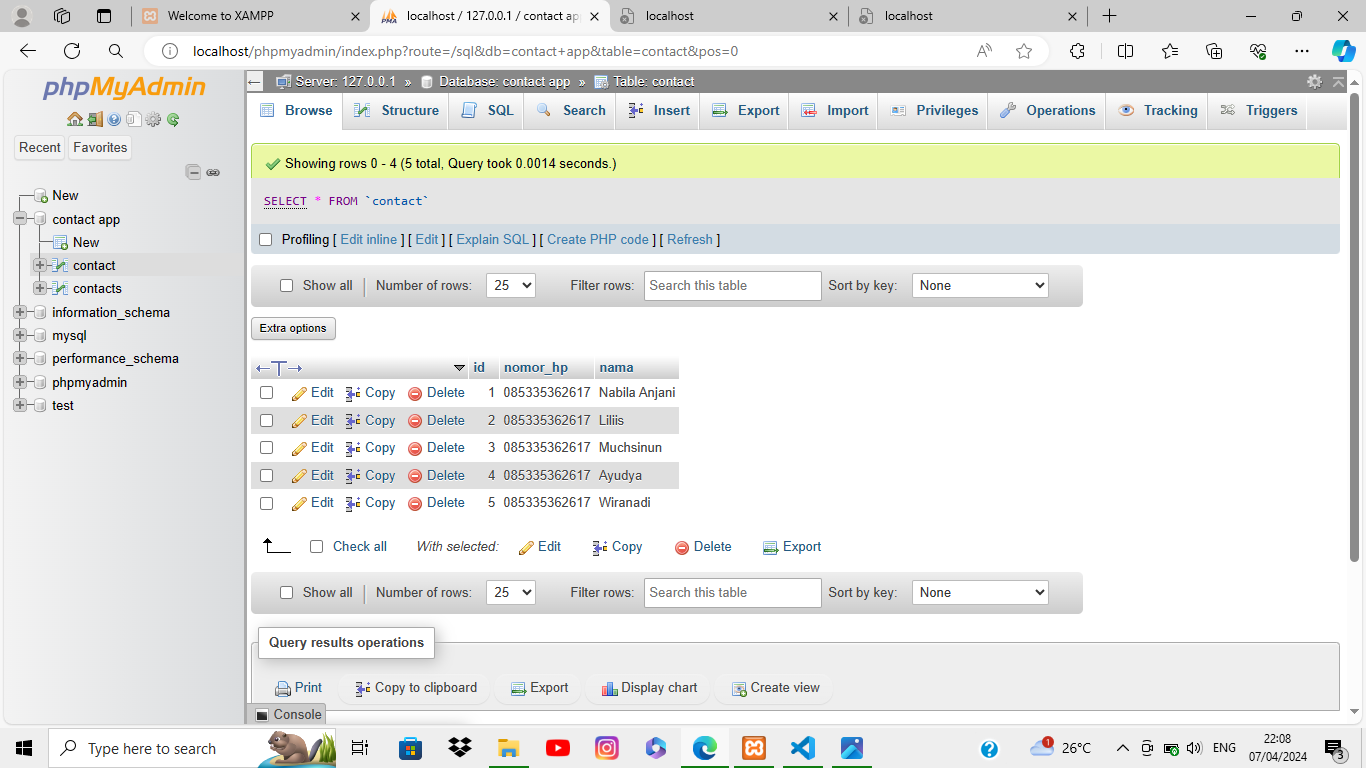 Welcome to XAMPP
localhost / 127.0.0.1 / contact app
localhost
localhost
localhost/phpmyadmin/index.php?route=/sql&db=contact+app&table=contact&pos=0
phpMyAdmin
Server: 127.0.0.1 » Database: contact app » Table: contact
Browse Structure SQL Search Insert Export Import Privileges Operations Tracking Triggers
Recent Favorites
New
contact app
New
contact
contacts
information_schema
mysql
performance_schema
phpmyadmin
test
Showing rows 0 - 4 (5 total, Query took 0.0014 seconds.)
SELECT * FROM `contact`
Profiling [ Edit inline ] [ Edit ] [ Explain SQL ] [ Create PHP code ] [ Refresh ]
Show all Number of rows: 25 Filter rows: Search this table Sort by key: None
Extra options
id nomor_hp nama
Edit Copy Delete 1 085335362617 Nabila Anjani
Edit Copy Delete 2 085335362617 Liliis
Edit Copy Delete 3 085335362617 Muchsinun
Edit Copy Delete 4 085335362617 Ayudya
Edit Copy Delete 5 085335362617 Wiranadi
Check all With selected: Edit Copy Delete Export
Show all Number of rows: 25 Filter rows: Search this table Sort by key: None
Query results operations
Print Copy to clipboard Export Display chart Create view
Console
Type here to search
26°C
ENG
22:08
07/04/2024
3
1